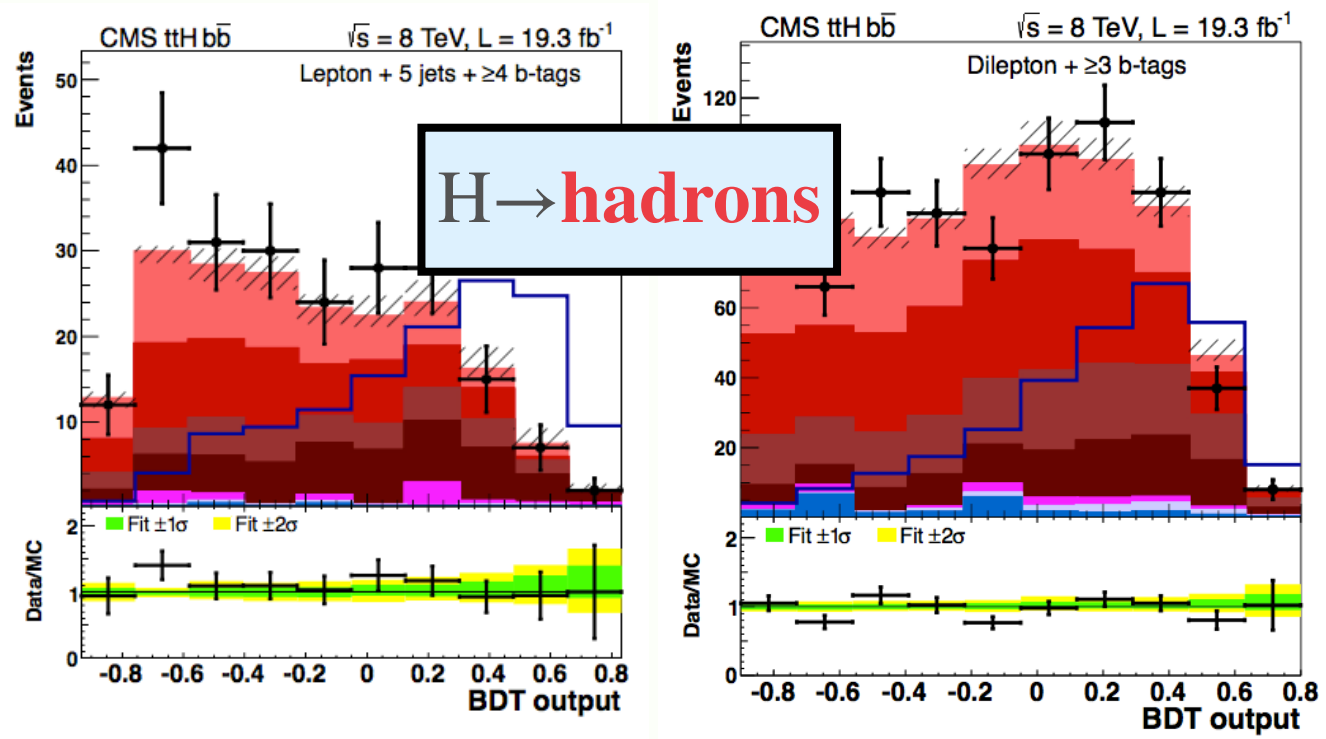 CMS ttH bb̅
√s = 8 TeV, L = 19.3 fb⁻¹
Lepton + 5 jets + ≥4 b-tags
Events
50
40
30
20
10
Fit ±1σ
Fit ±2σ
Data/MC
2
1
0
-0.8 -0.6 -0.4 -0.2 0 0.2 0.4 0.6 0.8
BDT output
H→hadrons
CMS ttH bb̅
√s = 8 TeV, L = 19.3 fb⁻¹
Dilepton + ≥3 b-tags
Events
120
60
40
20
Fit ±1σ
Fit ±2σ
Data/MC
2
1
0
-0.8 -0.6 -0.4 -0.2 0 0.2 0.4 0.6 0.8
BDT output